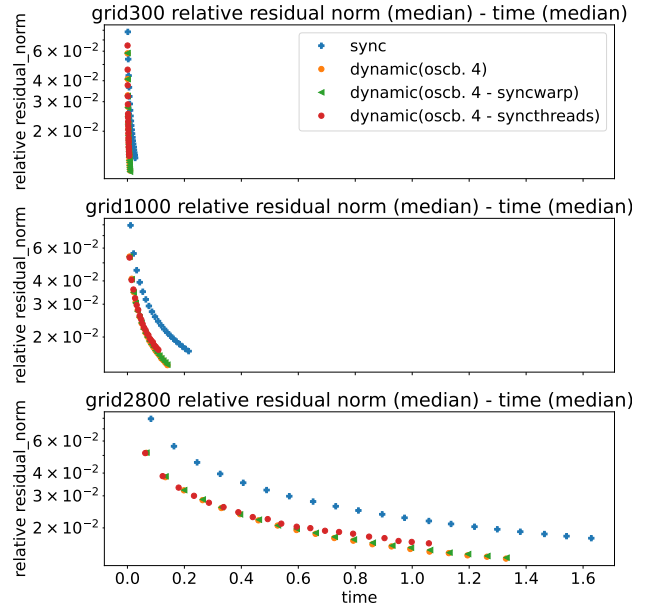 grid300 relative residual norm (median) - time (median)
relative residual_norm
6 × 10⁻²
4 × 10⁻²
3 × 10⁻²
2 × 10⁻²
sync
dynamic(oscb. 4)
dynamic(oscb. 4 - syncwarp)
dynamic(oscb. 4 - syncthreads)
grid1000 relative residual norm (median) - time (median)
relative residual_norm
6 × 10⁻²
4 × 10⁻²
3 × 10⁻²
2 × 10⁻²
grid2800 relative residual norm (median) - time (median)
relative residual_norm
6 × 10⁻²
4 × 10⁻²
3 × 10⁻²
2 × 10⁻²
0.0 0.2 0.4 0.6 0.8 1.0 1.2 1.4 1.6
time